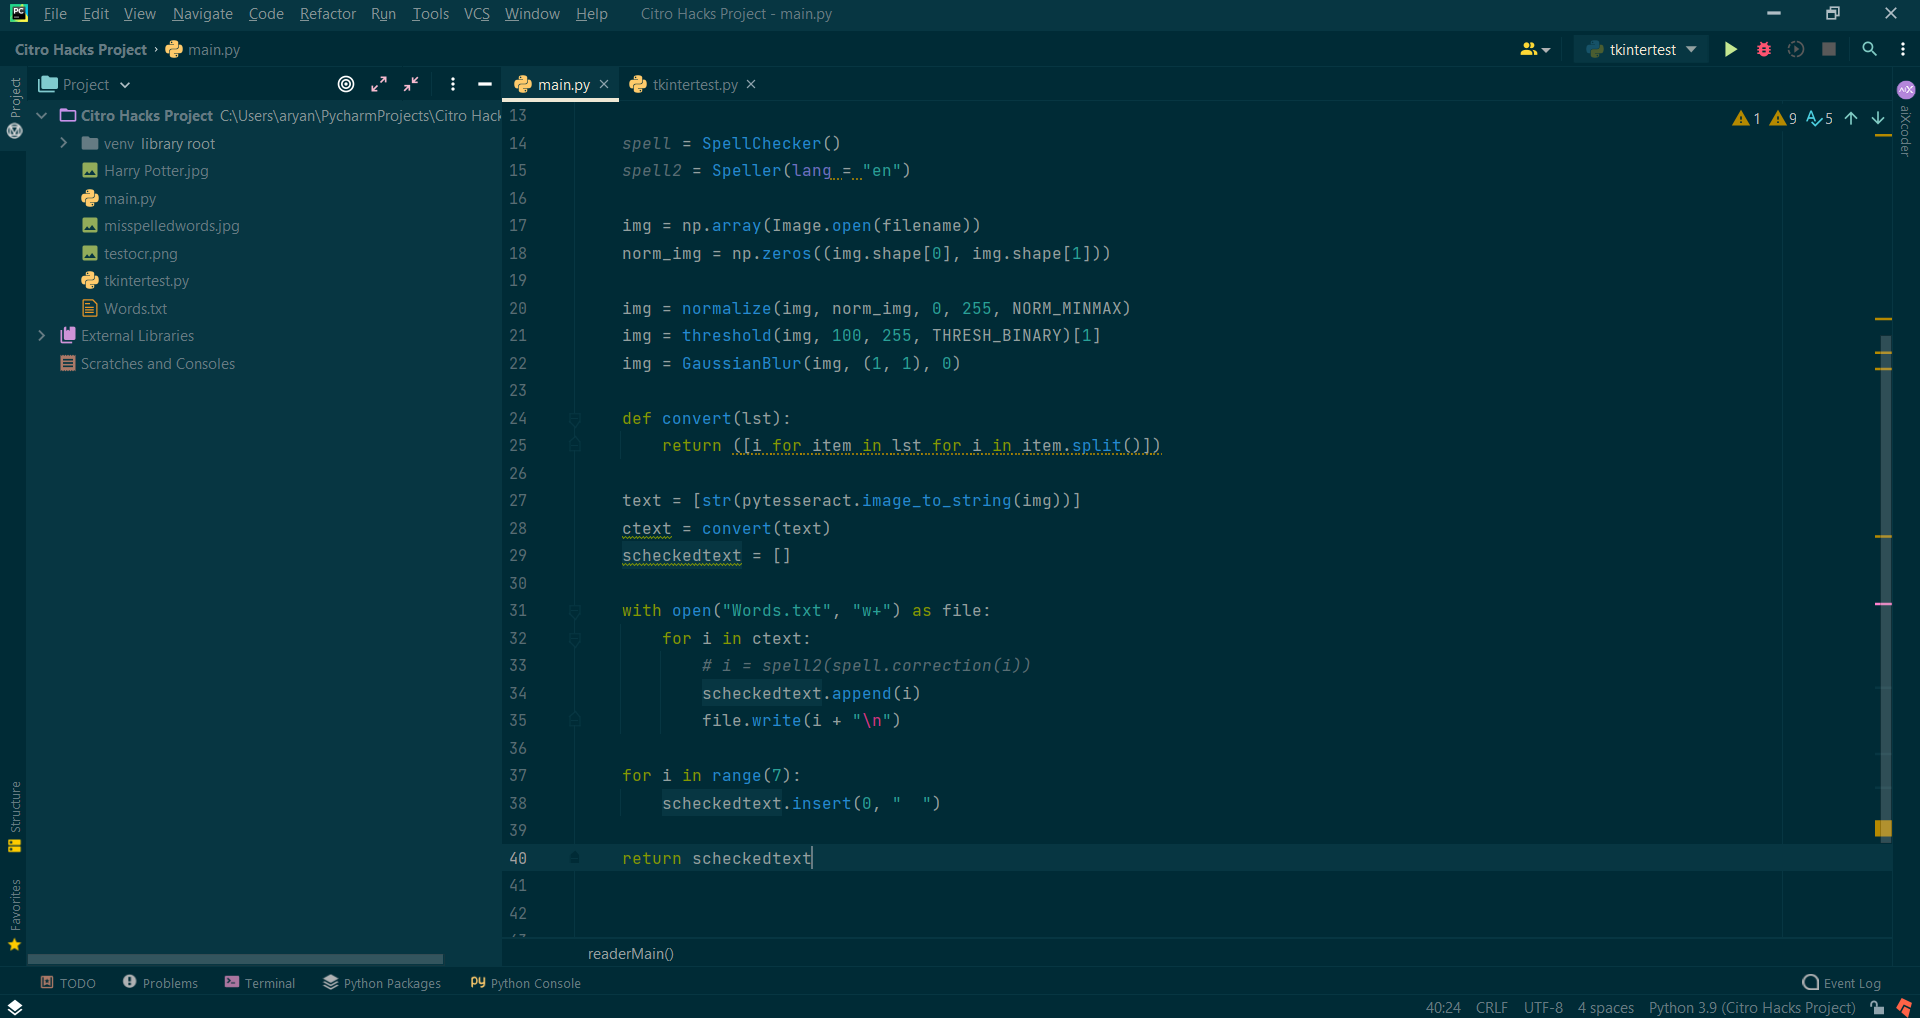 PC File Edit View Navigate Code Refactor Run Tools VCS Window Help Citro Hacks Project - main.py
Citro Hacks Project › main.py tkintertest
Project Project main.py tkintertest.py
Citro Hacks Project C:\Users\aryan\PycharmProjects\Citro Hack
venv library root
Harry Potter.jpg
main.py
misspelledwords.jpg
testocr.png
tkintertest.py
Words.txt
External Libraries
Scratches and Consoles
Structure
Favorites
1 9 5
aiXcoder
13
14 spell = SpellChecker()
15 spell2 = Speller(lang = "en")
16
17 img = np.array(Image.open(filename))
18 norm_img = np.zeros((img.shape[0], img.shape[1]))
19
20 img = normalize(img, norm_img, 0, 255, NORM_MINMAX)
21 img = threshold(img, 100, 255, THRESH_BINARY)[1]
22 img = GaussianBlur(img, (1, 1), 0)
23
24 def convert(lst):
25 return ([i for item in lst for i in item.split()])
26
27 text = [str(pytesseract.image_to_string(img))]
28 ctext = convert(text)
29 scheckedtext = []
30
31 with open("Words.txt", "w+") as file:
32 for i in ctext:
33 # i = spell2(spell.correction(i))
34 scheckedtext.append(i)
35 file.write(i + "\n")
36
37 for i in range(7):
38 scheckedtext.insert(0, "  ")
39
40 return scheckedtext
41
42
readerMain()
TODO Problems Terminal Python Packages Python Console Event Log
40:24 CRLF UTF-8 4 spaces Python 3.9 (Citro Hacks Project)